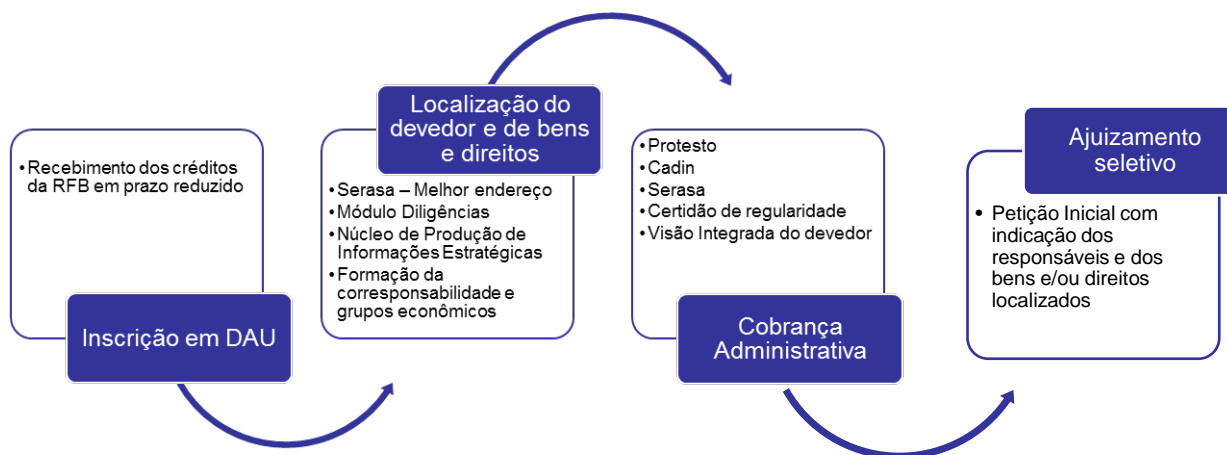 • Recebimento dos créditos
da RFB em prazo reduzido
Inscrição em DAU
Localização do
devedor e de bens
e direitos
• Serasa – Melhor endereço
• Módulo Diligências
• Núcleo de Produção de
Informações Estratégicas
• Formação da
corresponsabilidade e
grupos econômicos
• Protesto
• Cadin
• Serasa
• Certidão de regularidade
• Visão Integrada do devedor
Cobrança
Administrativa
Ajuizamento
seletivo
• Petição Inicial com
indicação dos
responsáveis e dos
bens e/ou direitos
localizados